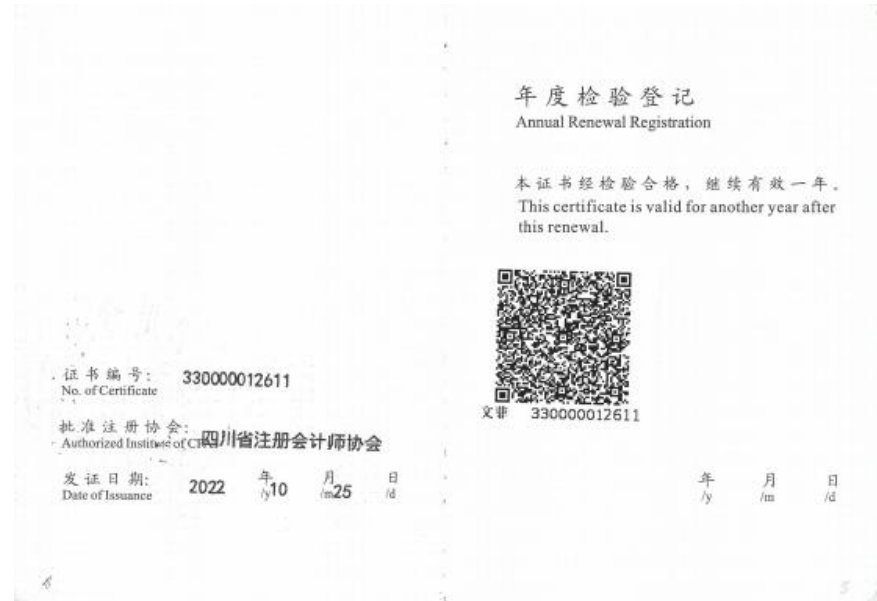 证书编号: 330000012611
No. of Certificate
批准注册协会: 四川省注册会计师协会
Authorized Institute of CPAs
发证日期: 2022 年 10 月 25 日
Date of Issuance /y /m /d
年度检验登记
Annual Renewal Registration
本证书经检验合格，继续有效一年。
This certificate is valid for another year after
this renewal.
文菲 330000012611
年 月 日
/y /m /d
5